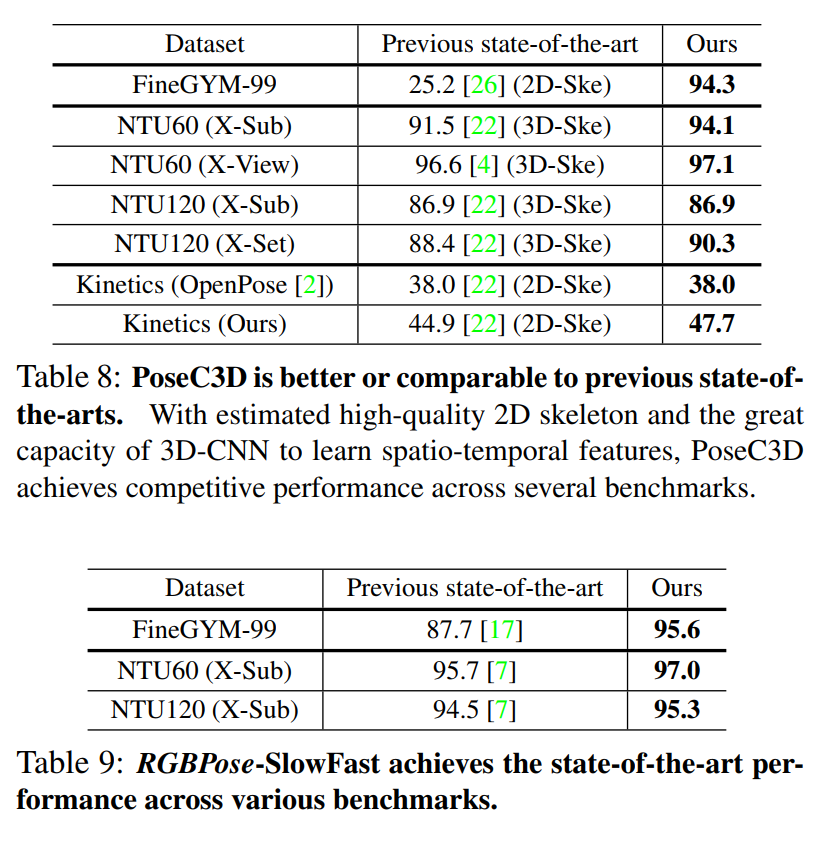 Dataset Previous state-of-the-art Ours
FineGYM-99 25.2 [26] (2D-Ske) 94.3
NTU60 (X-Sub) 91.5 [22] (3D-Ske) 94.1
NTU60 (X-View) 96.6 [4] (3D-Ske) 97.1
NTU120 (X-Sub) 86.9 [22] (3D-Ske) 86.9
NTU120 (X-Set) 88.4 [22] (3D-Ske) 90.3
Kinetics (OpenPose [2]) 38.0 [22] (2D-Ske) 38.0
Kinetics (Ours) 44.9 [22] (2D-Ske) 47.7
Table 8: PoseC3D is better or comparable to previous state-of-
the-arts. With estimated high-quality 2D skeleton and the great
capacity of 3D-CNN to learn spatio-temporal features, PoseC3D
achieves competitive performance across several benchmarks.
Dataset Previous state-of-the-art Ours
FineGYM-99 87.7 [17] 95.6
NTU60 (X-Sub) 95.7 [7] 97.0
NTU120 (X-Sub) 94.5 [7] 95.3
Table 9: RGBPose-SlowFast achieves the state-of-the-art per-
formance across various benchmarks.